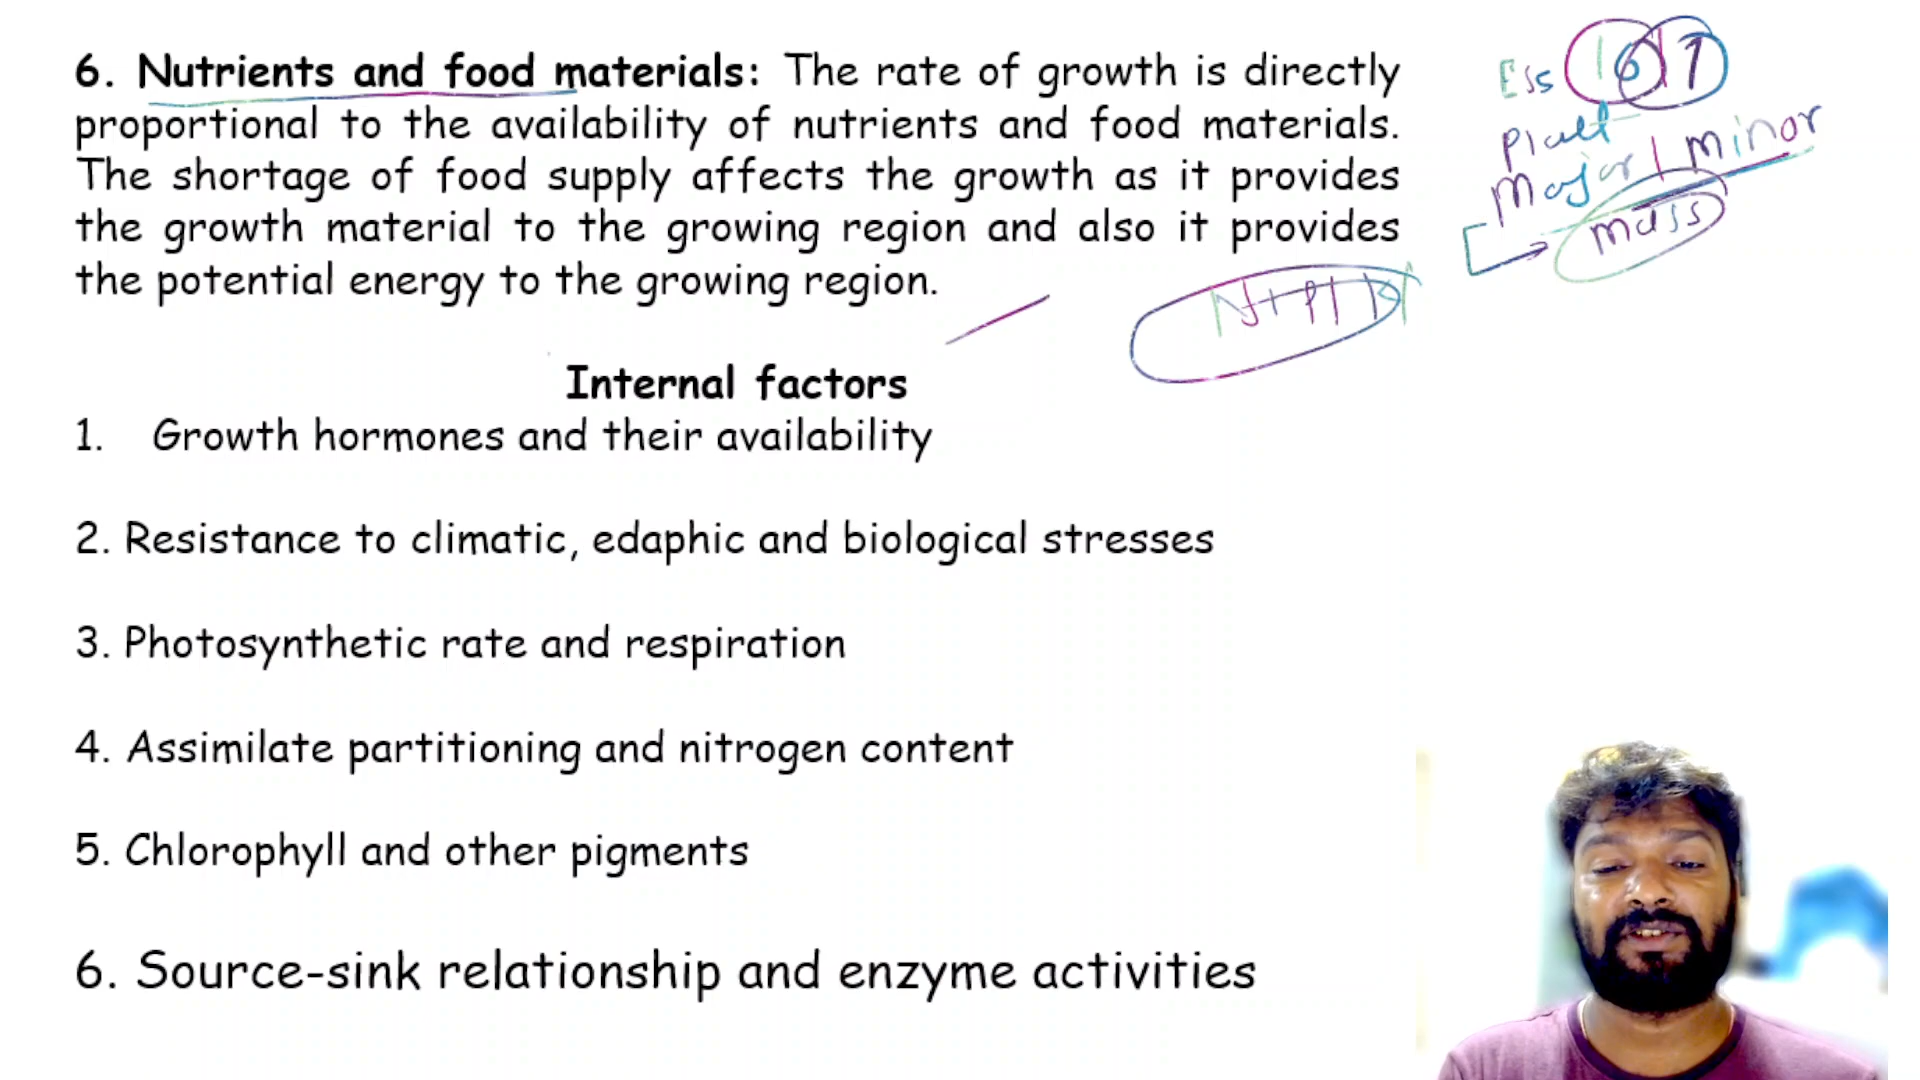 6. Nutrients and food materials: The rate of growth is directly
proportional to the availability of nutrients and food materials.
The shortage of food supply affects the growth as it provides
the growth material to the growing region and also it provides
the potential energy to the growing region.
Ess 16 17
Major | minor
mass
Internal factors
1. Growth hormones and their availability
2. Resistance to climatic, edaphic and biological stresses
3. Photosynthetic rate and respiration
4. Assimilate partitioning and nitrogen content
5. Chlorophyll and other pigments
6. Source-sink relationship and enzyme activities